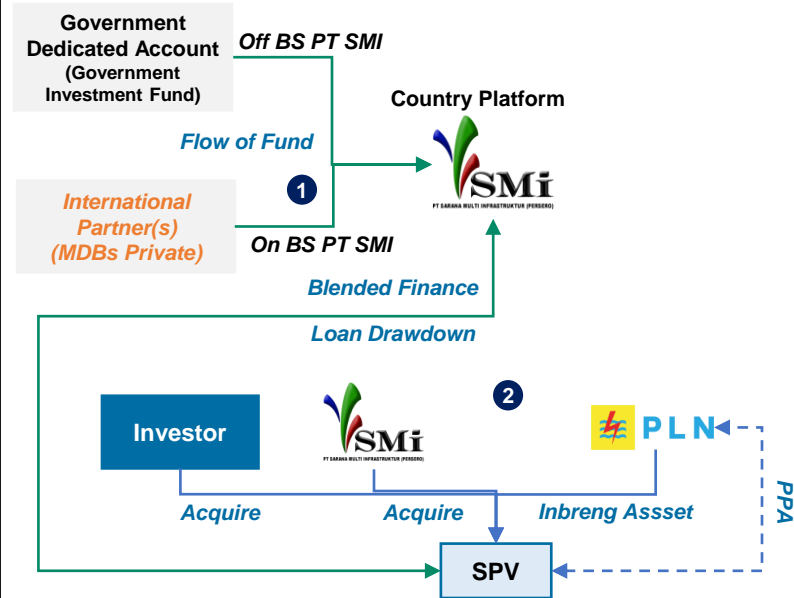 Government
Dedicated Account
(Government
Investment Fund)
Off BS PT SMI
Country Platform
Flow of Fund
SMi
PT SARANA MULTI INFRASTRUKTUR (PERSERO)
1
International
Partner(s)
(MDBs Private)
On BS PT SMI
Blended Finance
Loan Drawdown
2
Investor
SMi
PT SARANA MULTI INFRASTRUKTUR (PERSERO)
PLN
Acquire
Acquire
Inbreng Assset
PPA
SPV